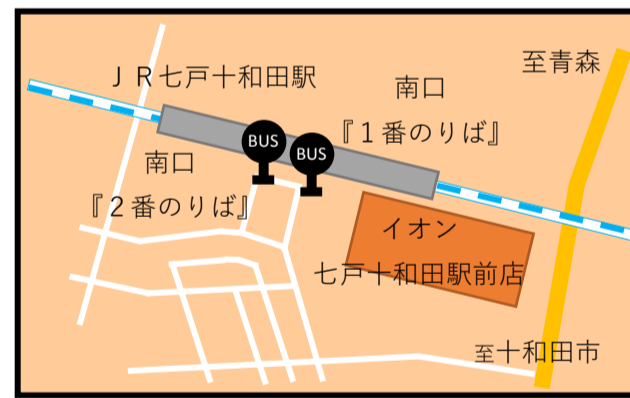 ＪＲ七戸十和田駅
至青森
南口
『１番のりば』
BUS
BUS
南口
『２番のりば』
イオン
七戸十和田駅前店
至十和田市